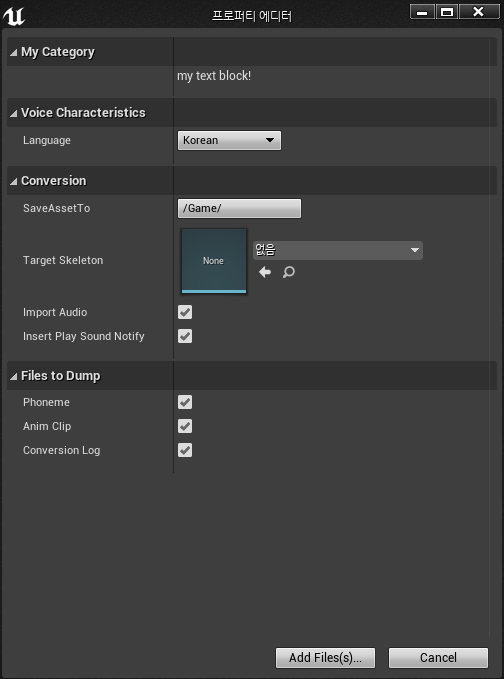 프로퍼티 에디터
My Category
my text block!
Voice Characteristics
Language Korean
Conversion
SaveAssetTo /Game/
Target Skeleton None 없음
Import Audio
Insert Play Sound Notify
Files to Dump
Phoneme
Anim Clip
Conversion Log
Add Files(s)... Cancel